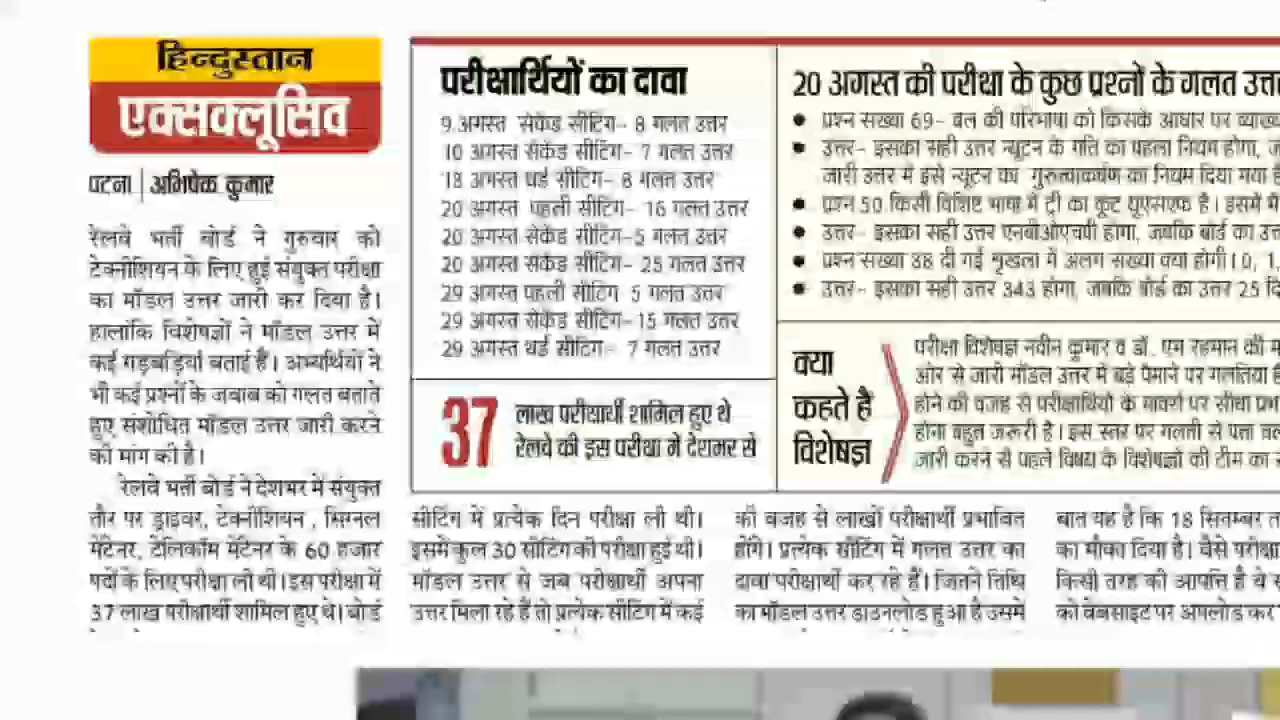 हिन्दुस्तान
एक्सक्लूसिव
पटना | अभिषेक कुमार
रेलवे भर्ती बोर्ड ने गुरुवार को
टेक्नीशियन के लिए हुई संयुक्त परीक्षा
का मॉडल उत्तर जारी कर दिया है।
हालांकि विशेषज्ञों ने मॉडल उत्तर में
कई गड़बड़ियां बताई हैं। अभ्यर्थियों ने
भी कई प्रश्नों के जवाब को गलत बताते
हुए संशोधित मॉडल उत्तर जारी करने
की मांग की है।
रेलवे भर्ती बोर्ड ने देशभर में संयुक्त
तौर पर ड्राइवर, टेक्नीशियन , सिग्नल
मेंटेनर, टेलिकॉम मेंटेनर के 60 हजार
पदों के लिए परीक्षा ली थी। इस परीक्षा में
37 लाख परीक्षार्थी शामिल हुए थे। बोर्ड
परीक्षार्थियों का दावा
9 अगस्त सेकेंड सीटिंग- 8 गलत उत्तर
10 अगस्त सेकेंड सीटिंग- 7 गलत उत्तर
13 अगस्त थर्ड सीटिंग- 8 गलत उत्तर
20 अगस्त पहली सीटिंग- 16 गलत उत्तर
20 अगस्त सेकेंड सीटिंग-5 गलत उत्तर
20 अगस्त सेकेंड सीटिंग- 25 गलत उत्तर
29 अगस्त पहली सीटिंग 5 गलत उत्तर
29 अगस्त सेकेंड सीटिंग-15 गलत उत्तर
29 अगस्त थर्ड सीटिंग- 7 गलत उत्तर
37 लाख परीक्षार्थी शामिल हुए थे
रेलवे की इस परीक्षा में देशभर से
20 अगस्त की परीक्षा के कुछ प्रश्नों के गलत उत्त
● प्रश्न संख्या 69- बल की परिभाषा को किसके आधार पर
● उत्तर- इसका सही उत्तर न्यूटन के गति का पहला नियम होगा,
जारी उत्तर में इसे न्यूटन का गुरुत्वाकर्षण का नियम दिया गया
● प्रश्न 50 किसी विशिष्ट भाषा में ट्री का कूट यूएसएफ है। इसमें
● उत्तर- इसका सही उत्तर एनवीओएचपी होगा, जबकि बोर्ड का
● प्रश्न संख्या 38 दी गई श्रृंखला में अलग संख्या क्या होगी। 0, 1,
● उत्तर- इसका सही उत्तर 343 होगा, जबकि बोर्ड का उत्तर 25
क्या
कहते हैं
विशेषज्ञ
परीक्षा विशेषज्ञ नवीन कुमार व डॉ. एम रहमान की
ओर से जारी मॉडल उत्तर में बड़े पैमाने पर गलतियां
होने की वजह से परीक्षार्थियों के मार्क्स पर सीधा
होना बहुत जरूरी है। इस स्तर पर गलती से पता
जारी करने से पहले विषय के विशेषज्ञों की टीम का
सीटिंग में प्रत्येक दिन परीक्षा ली थी।
इसमें कुल 30 सीटिंग की परीक्षा हुई थी।
मॉडल उत्तर से जब परीक्षार्थी अपना
उत्तर मिला रहे हैं तो प्रत्येक सीटिंग में कई
की वजह से लाखों परीक्षार्थी प्रभावित
होंगे। प्रत्येक सीटिंग में गलत उत्तर का
दावा परीक्षार्थी कर रहे हैं। जितने तिथि
का मॉडल उत्तर डाउनलोड हुआ है उसमें
बात यह है कि 18 सितम्बर
का मौका दिया है। वैसे
किसी तरह की आपत्ति है वे
को वेबसाइट पर अपलोड कर